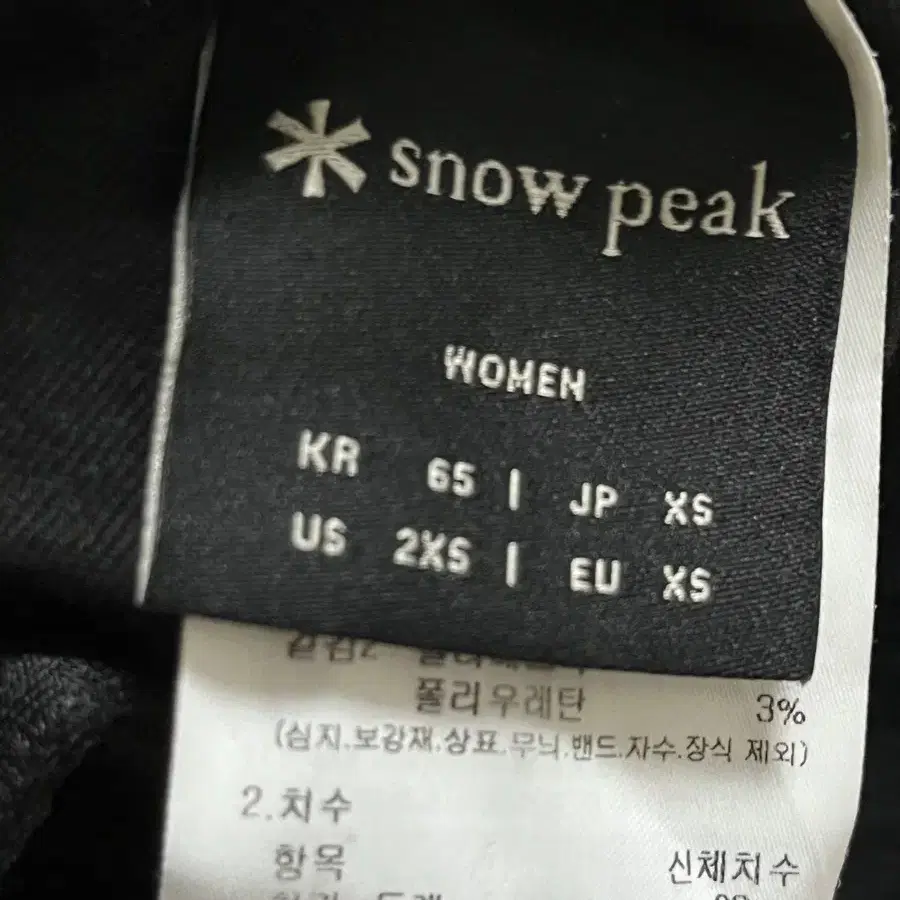 snow peak
WOMEN
KR 65 | JP XS
US 2XS | EU XS
폴리우레탄 3%
(심지.보강재.상표.무늬.밴드.자수.장식 제외)
2.치수
항목 신체치수